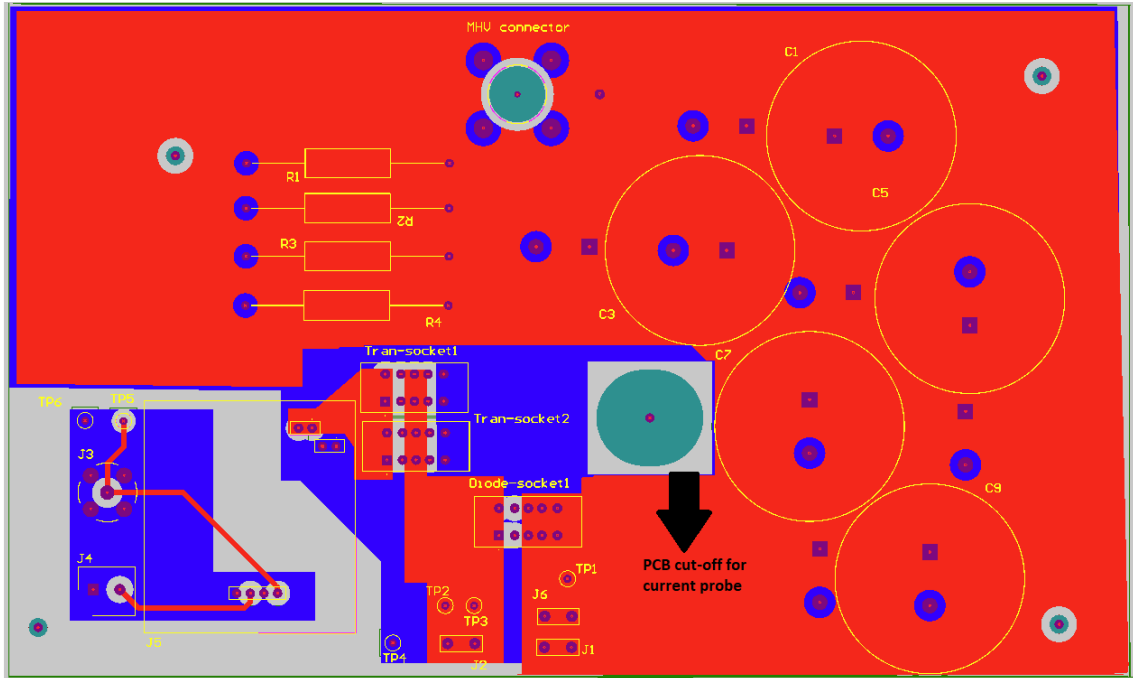 MHV connector
C1
R1
R2
C5
R3
C3
R4
Tran-socket1
C7
TP6
TP5
Tran-socket2
J3
Diode-socket1
C9
PCB cut-off for
current probe
J4
TP1
TP2
J6
TP3
J5
TP4
J2
J1